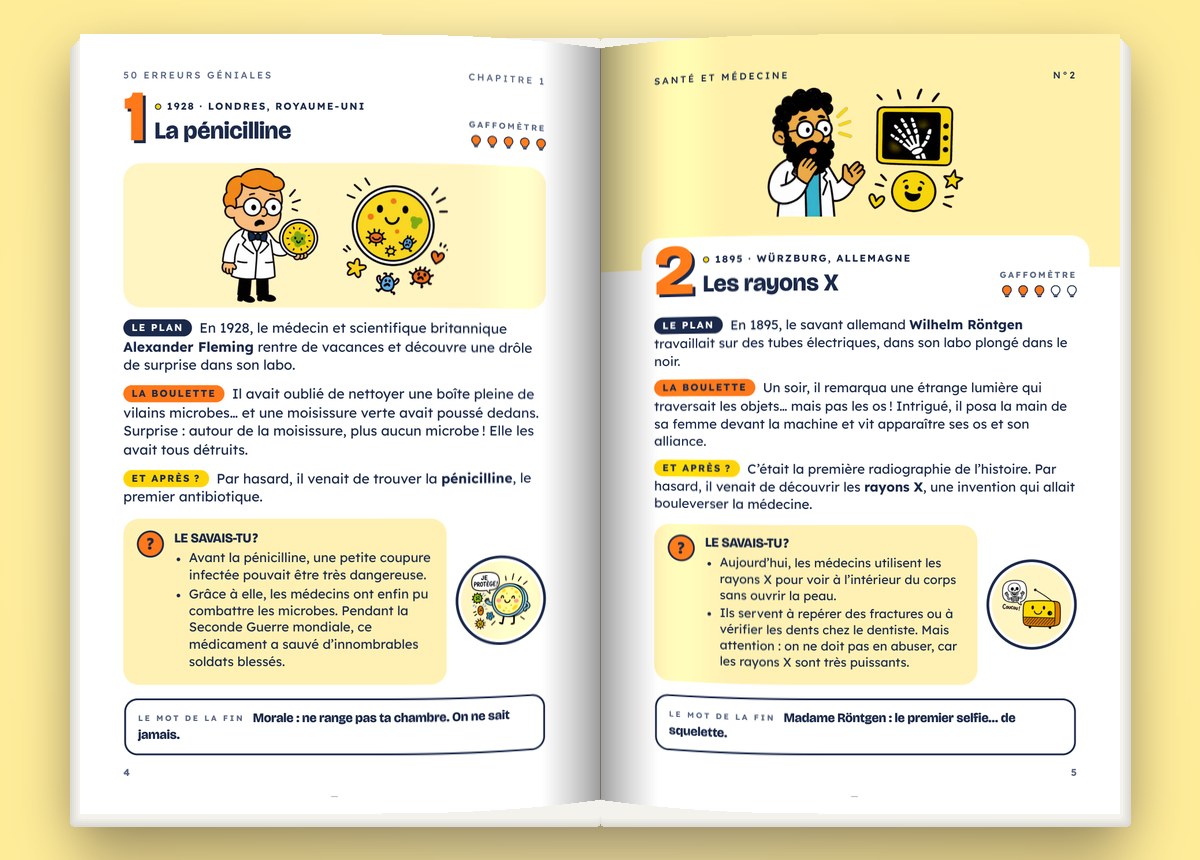 50 ERREURS GÉNIALES
CHAPITRE 1
1
1928 · LONDRES, ROYAUME-UNI
La pénicilline
GAFFOMÈTRE
LE PLAN En 1928, le médecin et scientifique britannique
Alexander Fleming rentre de vacances et découvre une drôle
de surprise dans son labo.
LA BOULETTE Il avait oublié de nettoyer une boîte pleine de
vilains microbes... et une moisissure verte avait poussé dedans.
Surprise : autour de la moisissure, plus aucun microbe ! Elle les
avait tous détruits.
ET APRÈS ? Par hasard, il venait de trouver la pénicilline, le
premier antibiotique.
?
LE SAVAIS-TU?
• Avant la pénicilline, une petite coupure
infectée pouvait être très dangereuse.
• Grâce à elle, les médecins ont enfin pu
combattre les microbes. Pendant la
Seconde Guerre mondiale, ce
médicament a sauvé d'innombrables
soldats blessés.
JE
PROTÈGE!
LE MOT DE LA FIN Morale : ne range pas ta chambre. On ne sait
jamais.
4
SANTÉ ET MÉDECINE
N°2
2
1895 · WÜRZBURG, ALLEMAGNE
Les rayons X
GAFFOMÈTRE
LE PLAN En 1895, le savant allemand Wilhelm Röntgen
travaillait sur des tubes électriques, dans son labo plongé dans le
noir.
LA BOULETTE Un soir, il remarqua une étrange lumière qui
traversait les objets... mais pas les os ! Intrigué, il posa la main de
sa femme devant la machine et vit apparaître ses os et son
alliance.
ET APRÈS ? C'était la première radiographie de l'histoire. Par
hasard, il venait de découvrir les rayons X, une invention qui allait
bouleverser la médecine.
?
LE SAVAIS-TU?
• Aujourd'hui, les médecins utilisent les
rayons X pour voir à l'intérieur du corps
sans ouvrir la peau.
• Ils servent à repérer des fractures ou à
vérifier les dents chez le dentiste. Mais
attention : on ne doit pas en abuser, car
les rayons X sont très puissants.
Coucou!
LE MOT DE LA FIN Madame Röntgen : le premier selfie... de
squelette.
5